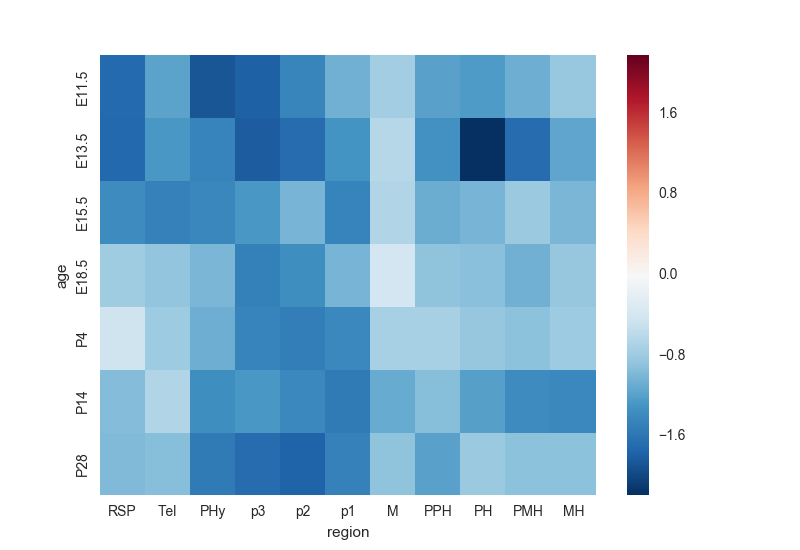 E11.5
E13.5
E15.5
E18.5
P4
P14
P28
age
RSP Tel PHy p3 p2 p1 M PPH PH PMH MH
region
1.6
0.8
0.0
−0.8
−1.6